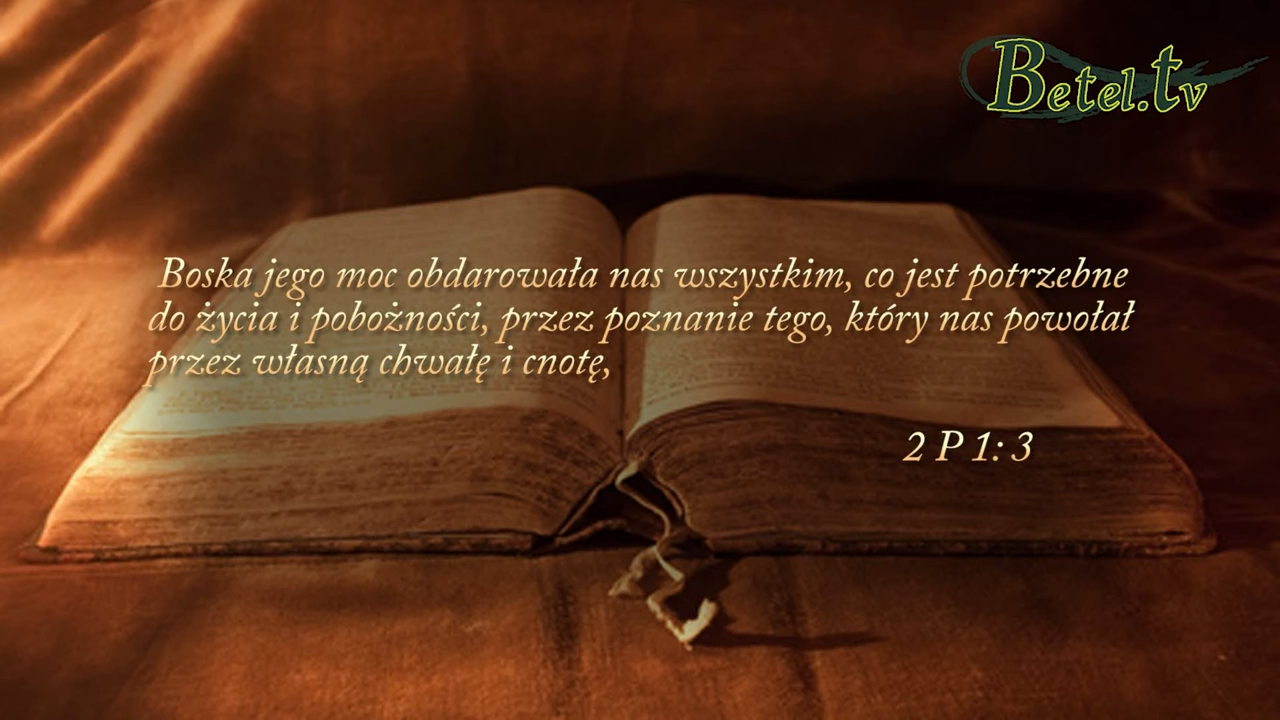 Betel.tv
Boska jego moc obdarowała nas wszystkim, co jest potrzebne
do życia i pobożności, przez poznanie tego, który nas powołał
przez własną chwałę i cnotę,
2 P 1: 3